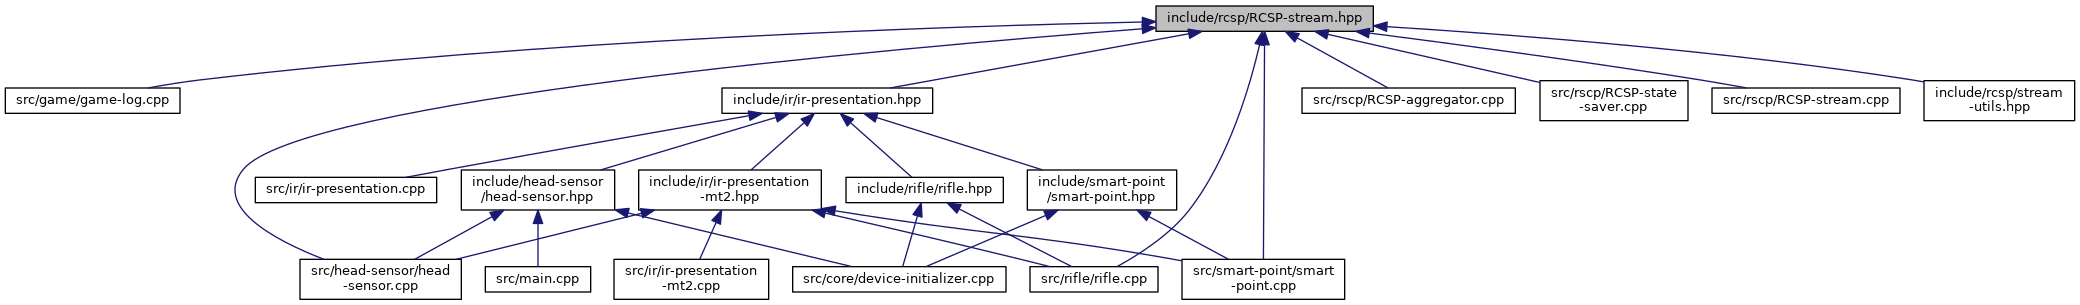 include/rcsp/RCSP-stream.hpp
src/game/game-log.cpp
include/ir/ir-presentation.hpp
src/rscp/RCSP-aggregator.cpp
src/rscp/RCSP-state
-saver.cpp
src/rscp/RCSP-stream.cpp
include/rcsp/stream
-utils.hpp
src/ir/ir-presentation.cpp
include/head-sensor
/head-sensor.hpp
include/ir/ir-presentation
-mt2.hpp
include/rifle/rifle.hpp
include/smart-point
/smart-point.hpp
src/head-sensor/head
-sensor.cpp
src/main.cpp
src/ir/ir-presentation
-mt2.cpp
src/core/device-initializer.cpp
src/rifle/rifle.cpp
src/smart-point/smart
-point.cpp